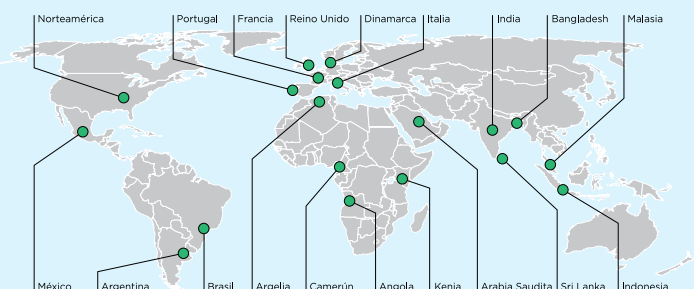 Norteamérica Portugal Francia Reino Unido Dinamarca Italia India Bangladesh Malasia
México Argentina Brasil Argelia Camerún Angola Kenia Arabia Saudita Sri Lanka Indonesia